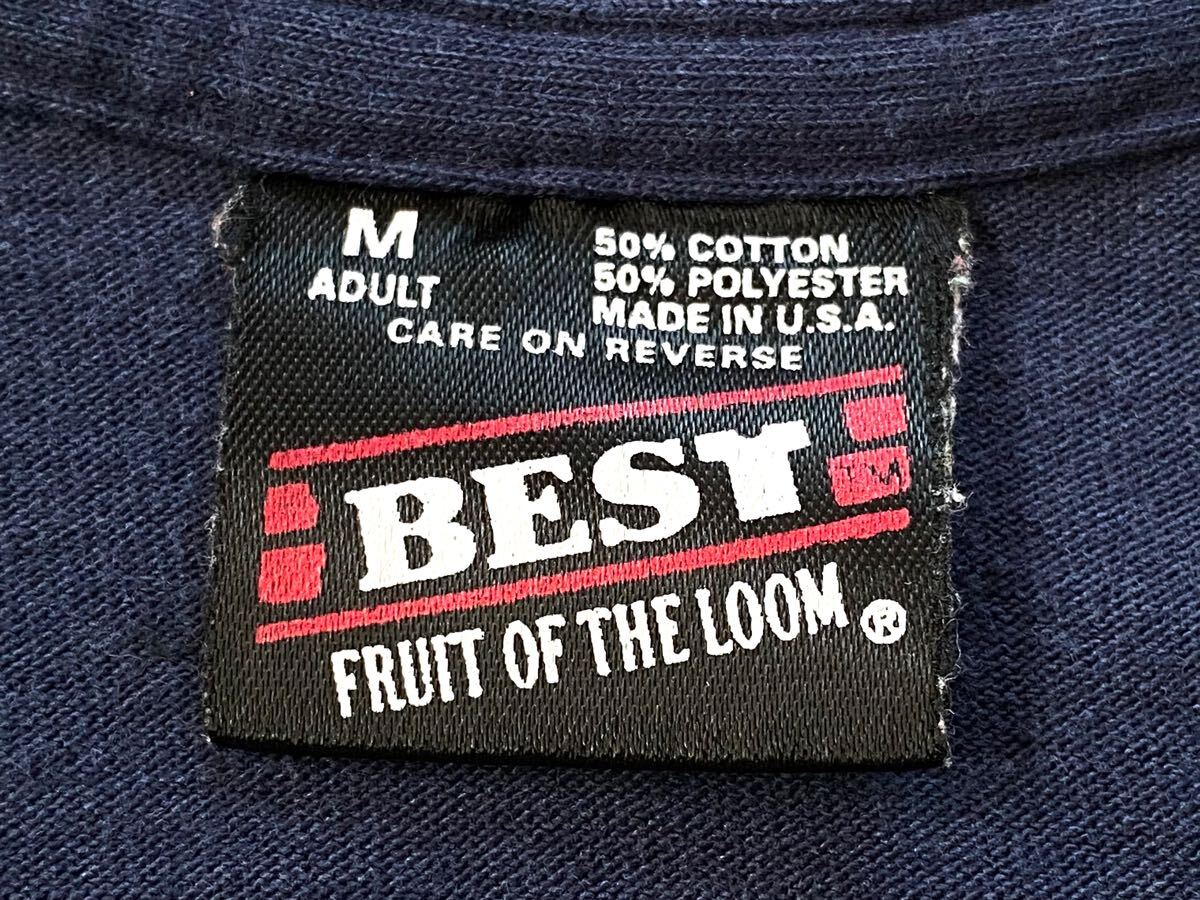 M
ADULT
50% COTTON
50% POLYESTER
MADE IN U.S.A.
CARE ON REVERSE
BEST
TM
FRUIT OF THE LOOM ®